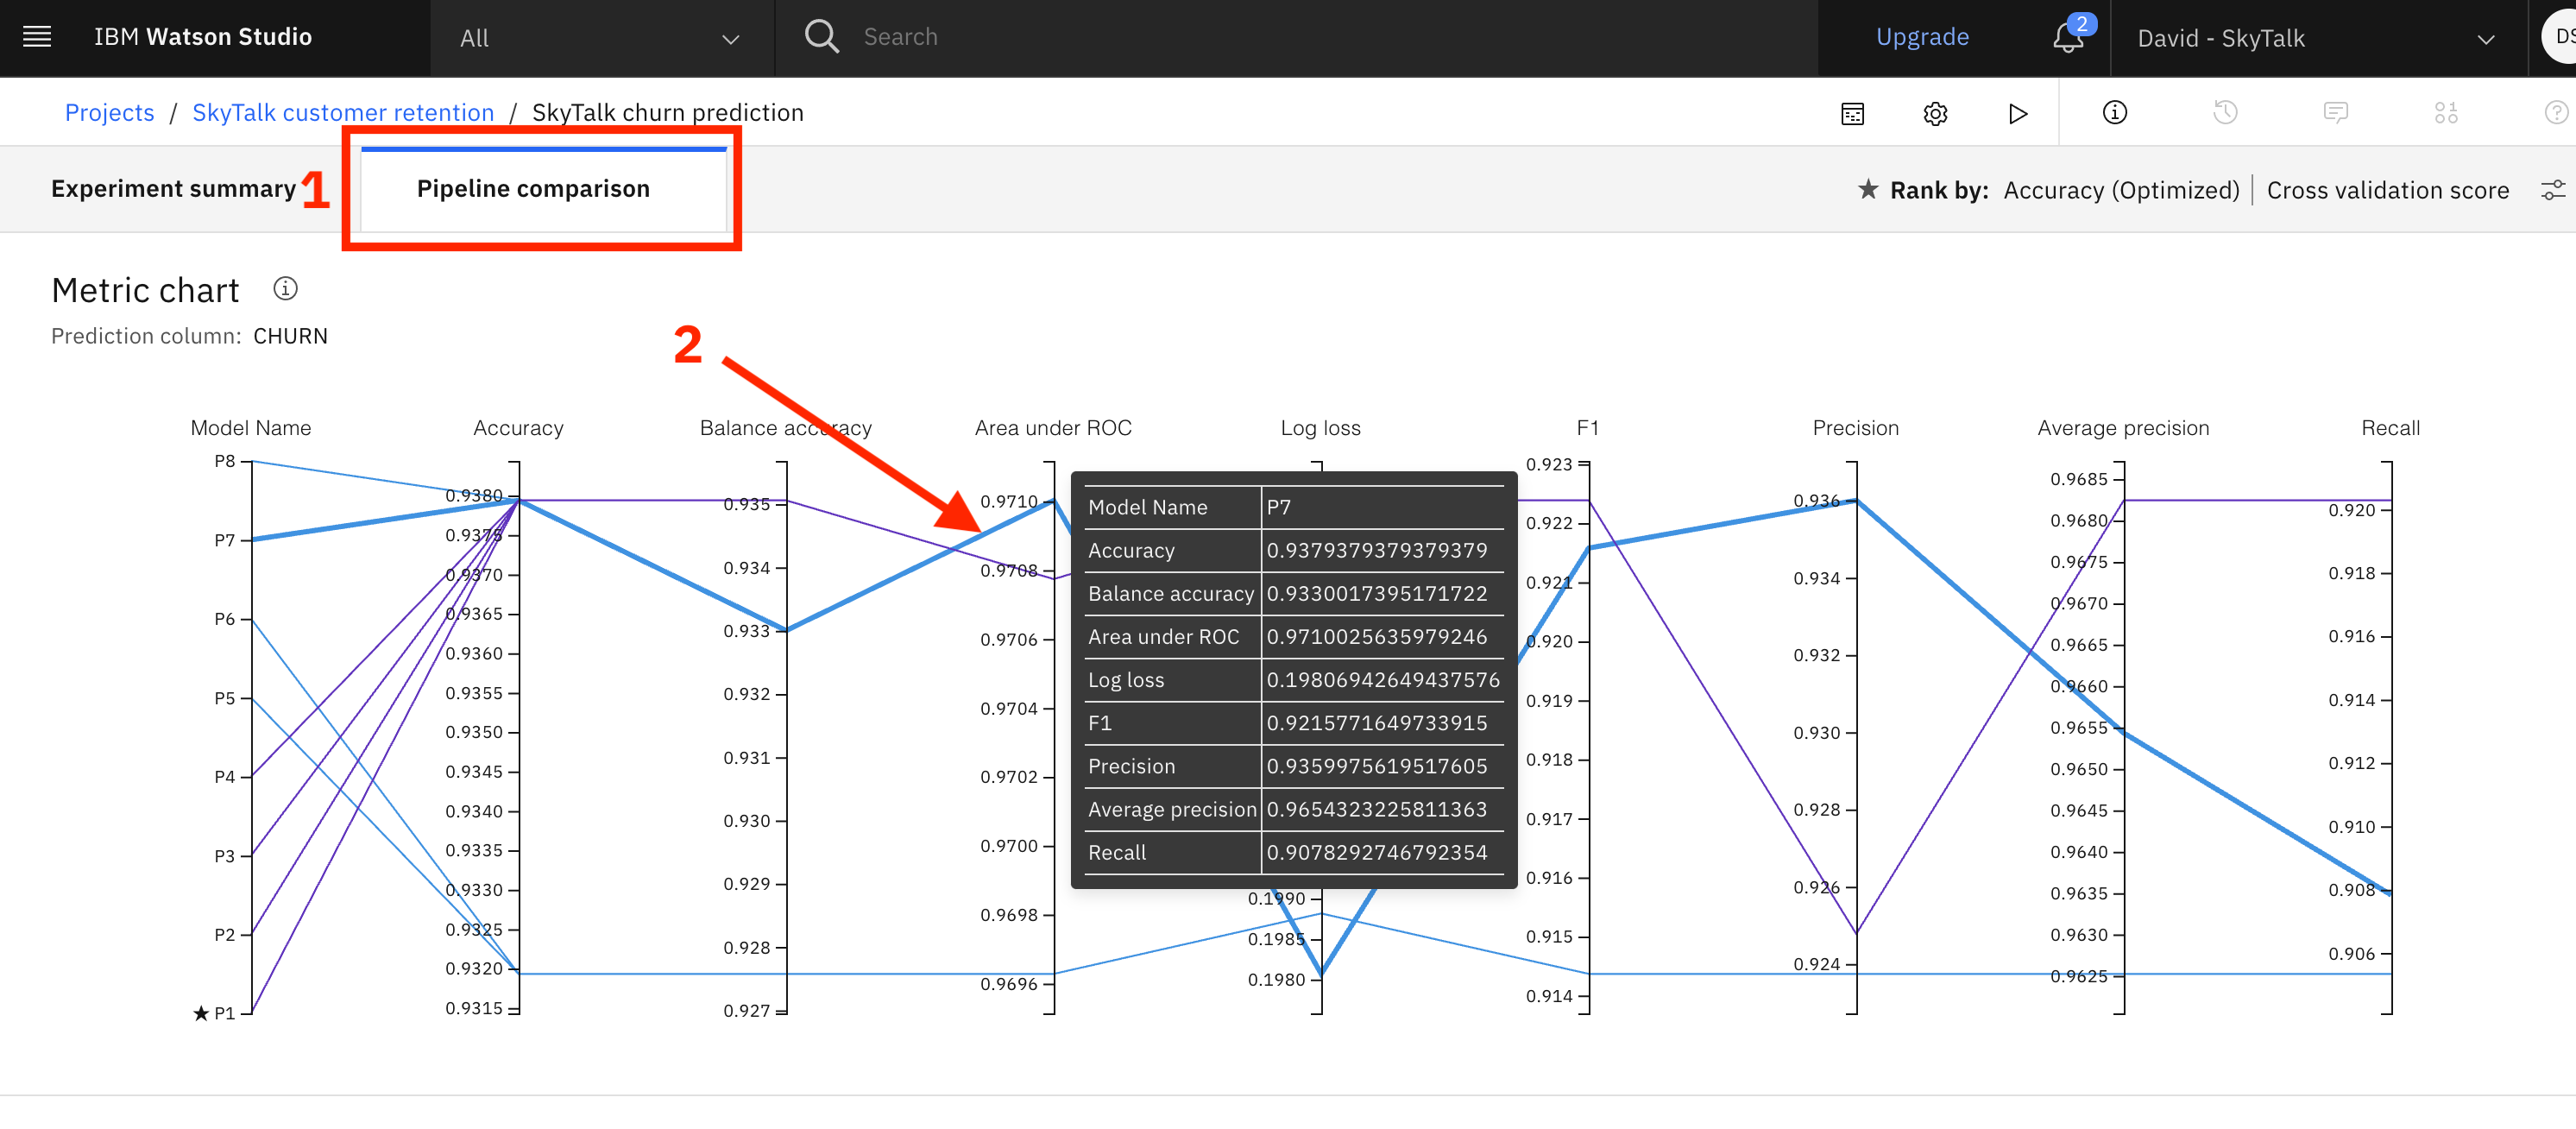 IBM Watson Studio
All
Search
Upgrade
2
David - SkyTalk
DS
Projects / SkyTalk customer retention / SkyTalk churn prediction
Experiment summary
1
Pipeline comparison
★ Rank by: Accuracy (Optimized) | Cross validation score
Metric chart
Prediction column: CHURN
2
Model Name
P8
P7
P6
P5
P4
P3
P2
★ P1
Accuracy
0.9380
0.9375
0.9370
0.9365
0.9360
0.9355
0.9350
0.9345
0.9340
0.9335
0.9330
0.9325
0.9320
0.9315
Balance accuracy
0.935
0.934
0.933
0.932
0.931
0.930
0.929
0.928
0.927
Area under ROC
0.9710
0.9708
0.9706
0.9704
0.9702
0.9700
0.9698
0.9696
Log loss
0.1990
0.1985
0.1980
Model Name P7
Accuracy 0.9379379379379379
Balance accuracy 0.9330017395171722
Area under ROC 0.9710025635979246
Log loss 0.19806942649437576
F1 0.9215771649733915
Precision 0.9359975619517605
Average precision 0.9654323225811363
Recall 0.9078292746792354
F1
0.923
0.922
0.921
0.920
0.919
0.918
0.917
0.916
0.915
0.914
Precision
0.936
0.934
0.932
0.930
0.928
0.926
0.924
Average precision
0.9685
0.9680
0.9675
0.9670
0.9665
0.9660
0.9655
0.9650
0.9645
0.9640
0.9635
0.9630
0.9625
Recall
0.920
0.918
0.916
0.914
0.912
0.910
0.908
0.906